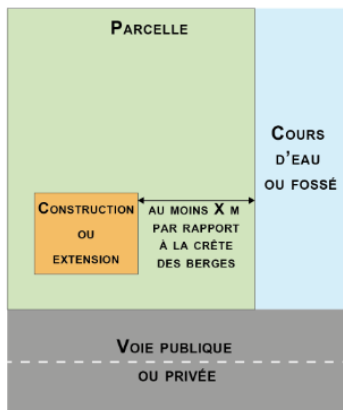 PARCELLE
COURS
D'EAU
OU FOSSÉ
CONSTRUCTION
OU
EXTENSION
AU MOINS X M
PAR RAPPORT
À LA CRÊTE
DES BERGES
VOIE PUBLIQUE
OU PRIVÉE